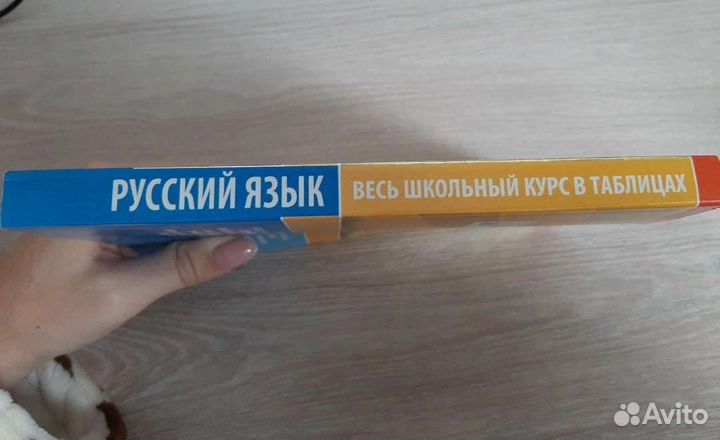 РУССКИЙ ЯЗЫК
ВЕСЬ ШКОЛЬНЫЙ КУРС В ТАБЛИЦАХ
Avito